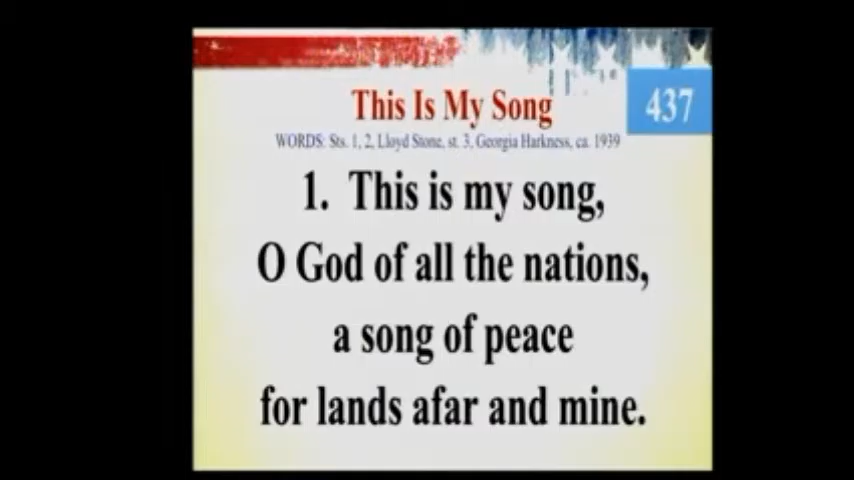 This Is My Song
437
WORDS: Sts. 1, 2, Lloyd Stone, st. 3, Georgia Harkness, ca. 1939
1. This is my song,
O God of all the nations,
a song of peace
for lands afar and mine.